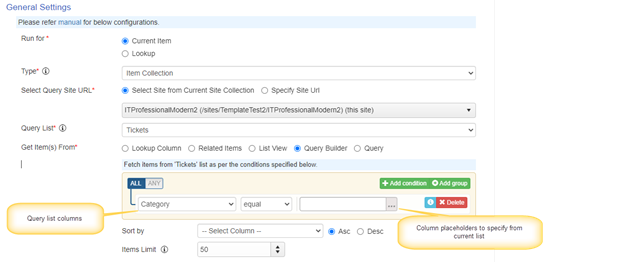 General Settings
Please refer manual for below configurations.
Run for *
Current Item
Lookup
Type*
Item Collection
Select Query Site URL*
Select Site from Current Site Collection
Specify Site Url
ITProfessionalModern2 (/sites/TemplateTest2/ITProfessionalModern2) (this site)
Query List*
Tickets
Get Item(s) From*
Lookup Column
Related Items
List View
Query Builder
Query
Fetch items from 'Tickets' list as per the conditions specified below.
ALL ANY
Add condition
Add group
Category
equal
...
Delete
Query list columns
Column placeholders to specify from current list
Sort by
-- Select Column --
Asc
Desc
Items Limit
50